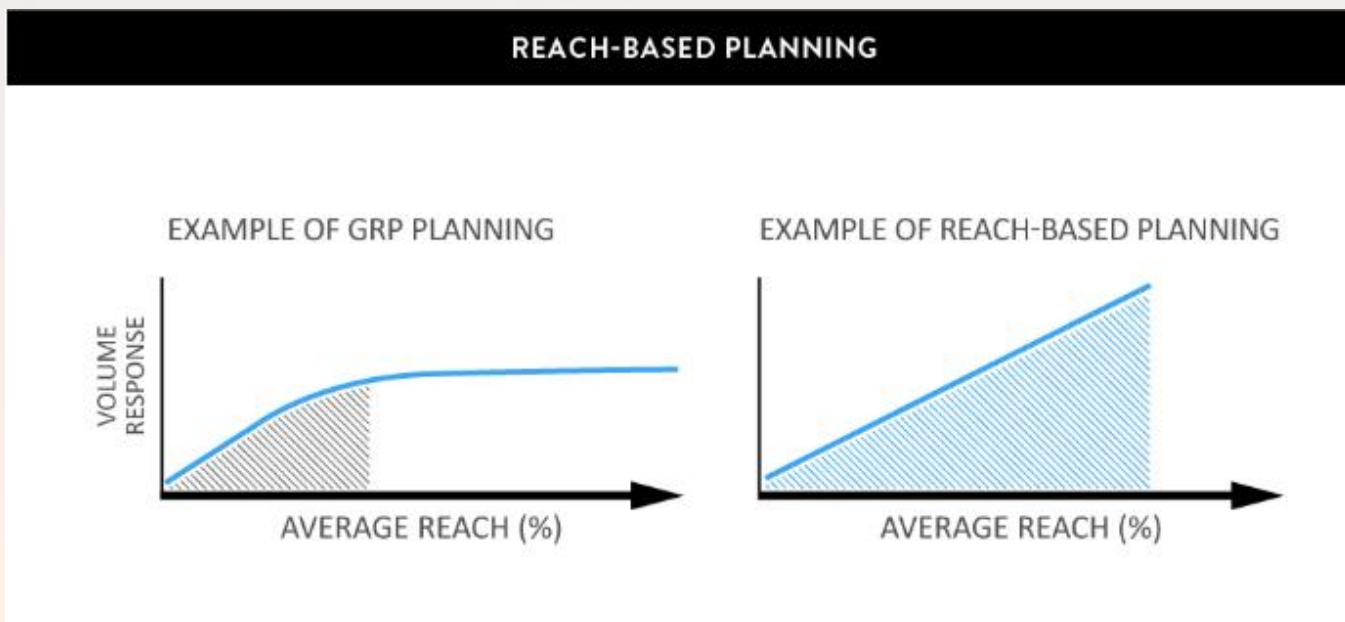 REACH-BASED PLANNING
EXAMPLE OF GRP PLANNING
VOLUME
RESPONSE
AVERAGE REACH (%)
EXAMPLE OF REACH-BASED PLANNING
AVERAGE REACH (%)